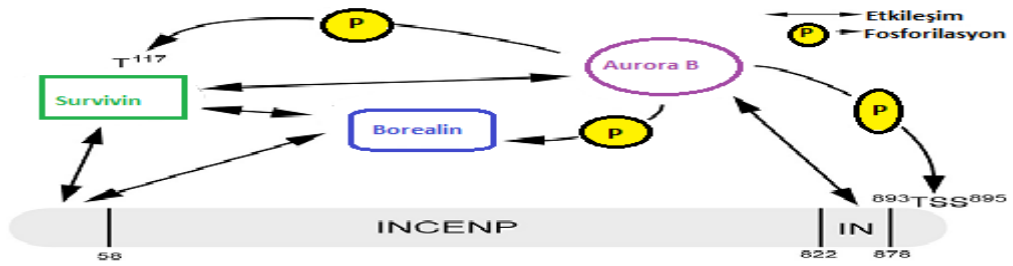 P
Etkileşim
P
Fosforilasyon
T117
Aurora B
Survivin
P
Borealin
P
893TSS895
INCENP
IN
58
822
878